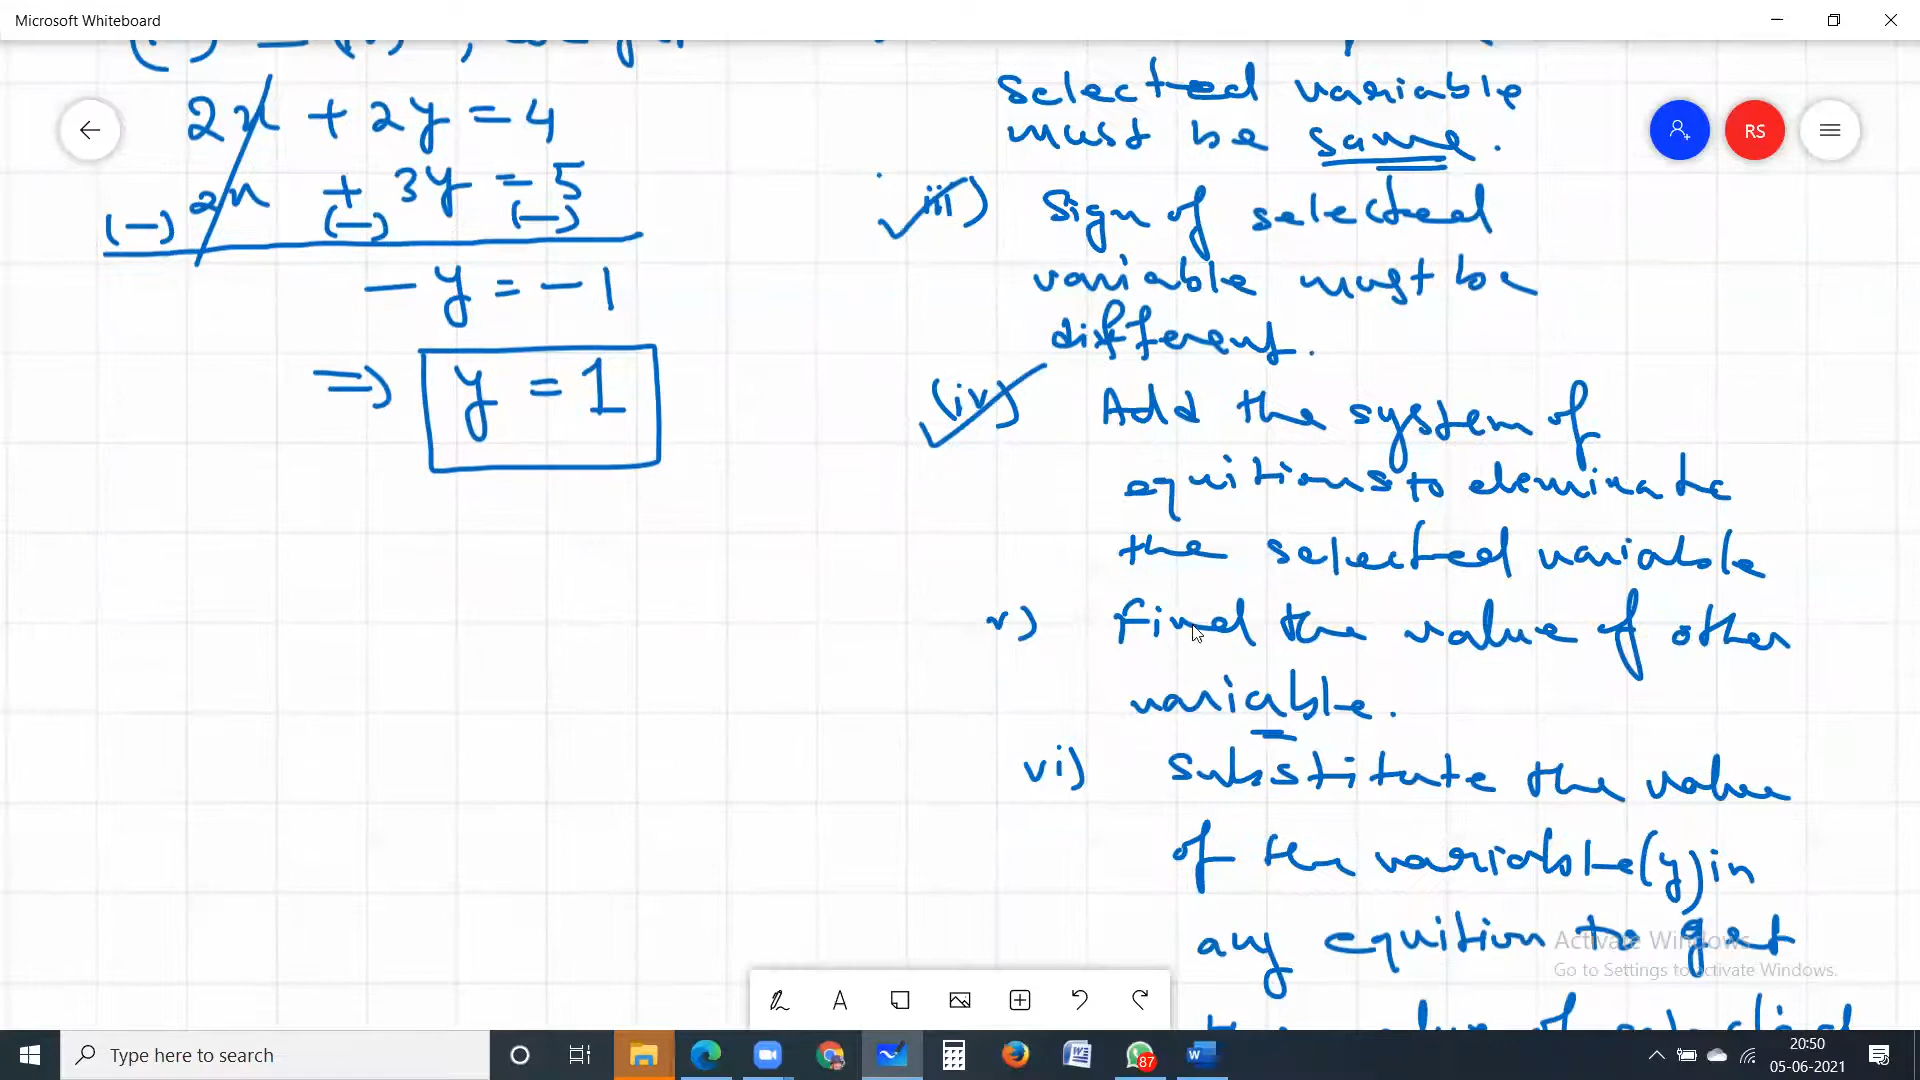 Microsoft Whiteboard
2x + 2y = 4
2x + 3y = 5
(−) (−) (−)
− y = − 1
=> y = 1
selected variable
must be same.
iii) Sign of selected
variable must be
different.
(iv) Add the system of
equitions to eleminate
the selected variable
v) Find the value of other
variable.
vi) Substitute the value
of the variable (y) in
any equition to get
RS
Activate Windows
Go to Settings to activate Windows.
Type here to search
87
20:50
05-06-2021